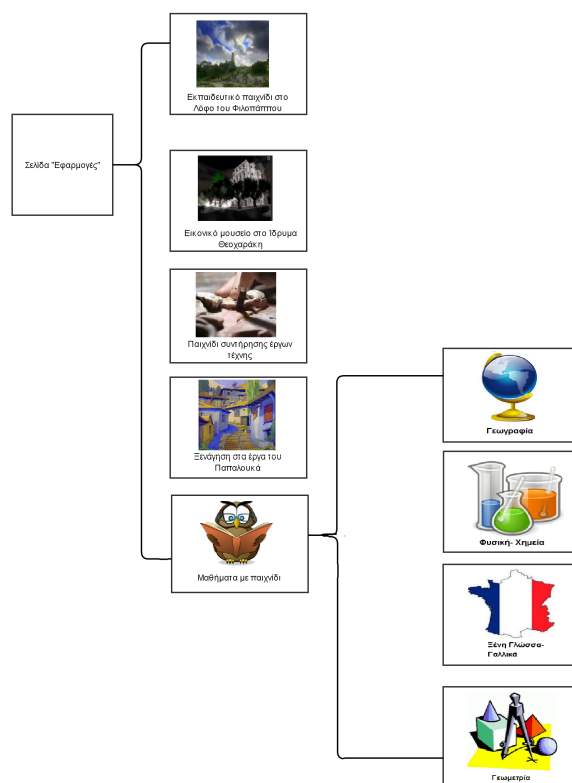 Εκπαιδευτικό παιχνίδι στο
Λόφο του Φιλοπάππου
Σελίδα "Εφαρμογές"
Εικονικό μουσείο στο Ίδρυμα
Θεοχαράκη
Παιχνίδι συντήρησης έργων
τέχνης
Ξενάγηση στα έργα του
Παπαλουκά
Μαθήματα με παιχνίδι
Γεωγραφία
Φυσική- Χημεία
Ξένη Γλώσσα-
Γαλλικά
Γεωμετρία